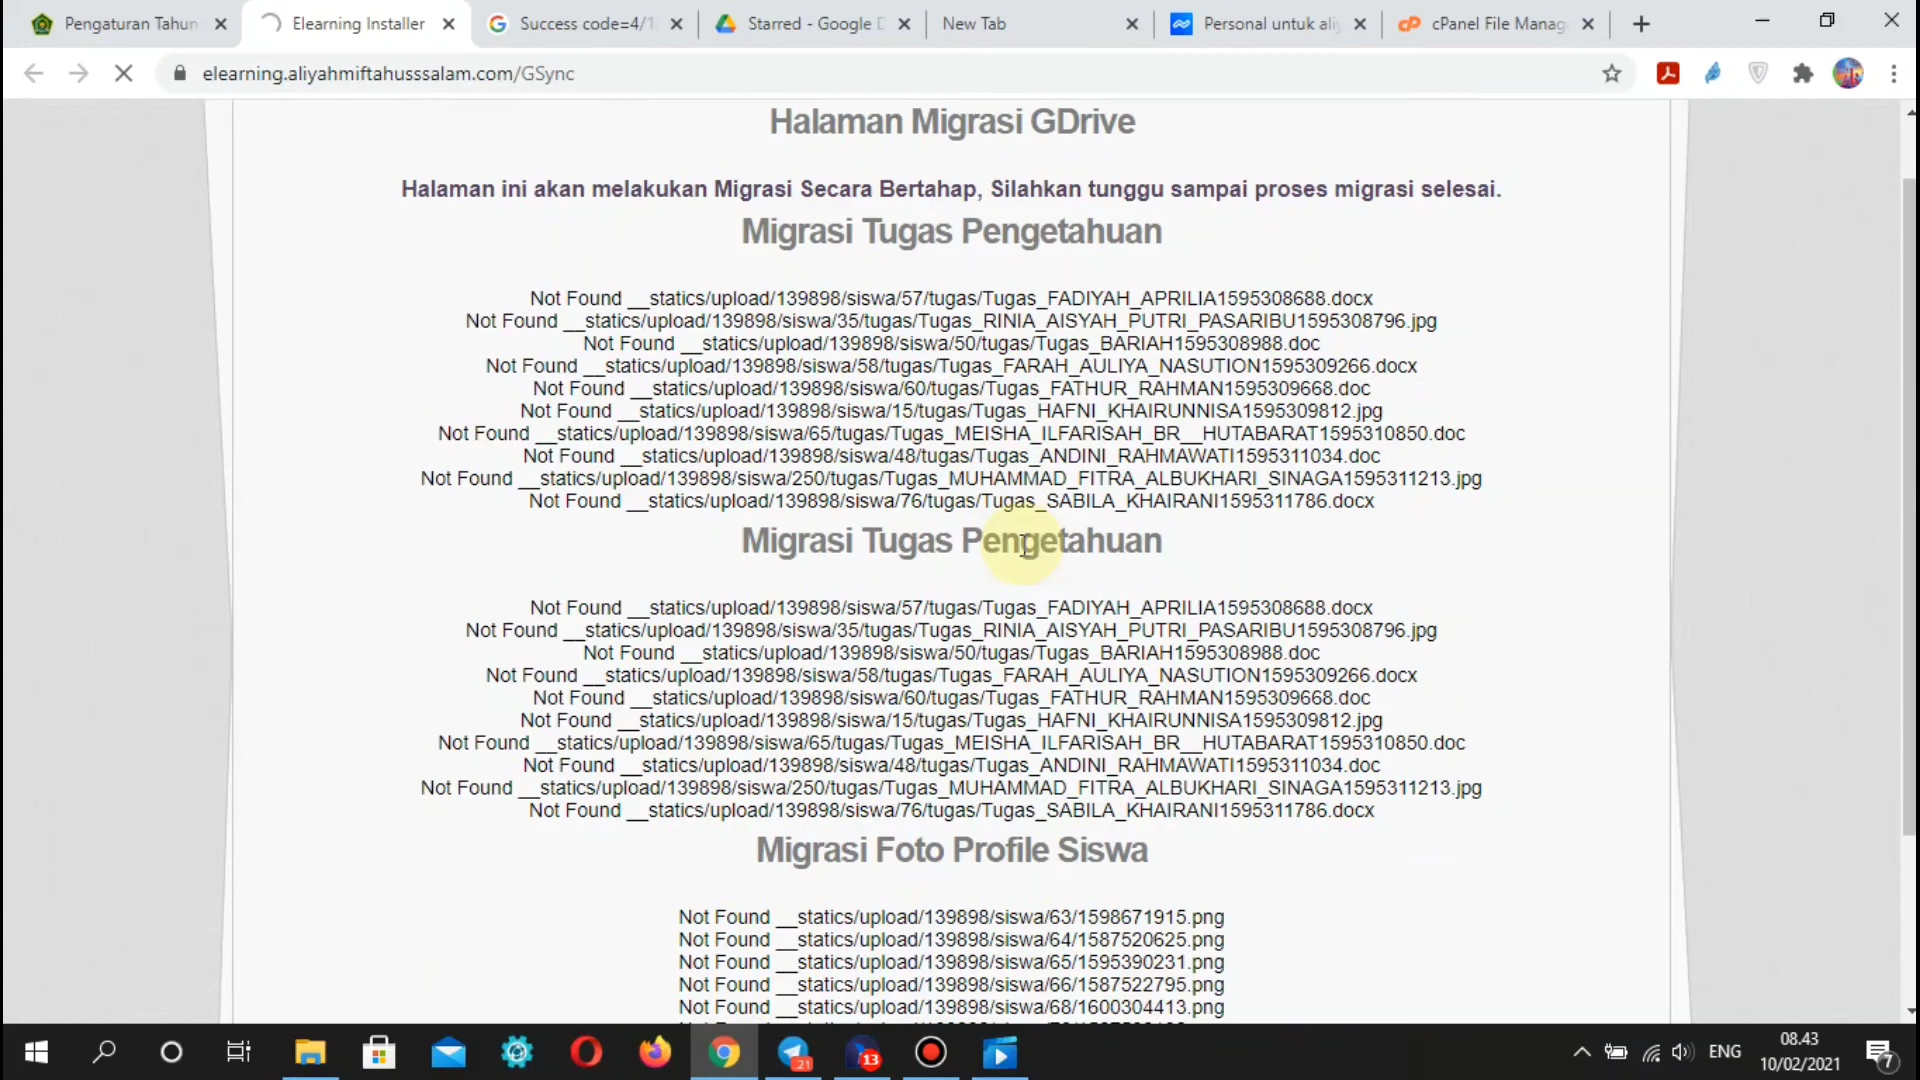 Pengaturan Tahun
Elearning Installer
Success code=4/1
Starred - Google D
New Tab
Personal untuk aliy
cPanel File Manag
elearning.aliyahmiftahusssalam.com/GSync
Halaman Migrasi GDrive
Halaman ini akan melakukan Migrasi Secara Bertahap, Silahkan tunggu sampai proses migrasi selesai.
Migrasi Tugas Pengetahuan
Not Found __statics/upload/139898/siswa/57/tugas/Tugas_FADIYAH_APRILIA1595308688.docx
Not Found __statics/upload/139898/siswa/35/tugas/Tugas_RINIA_AISYAH_PUTRI_PASARIBU1595308796.jpg
Not Found __statics/upload/139898/siswa/50/tugas/Tugas_BARIAH1595308988.doc
Not Found __statics/upload/139898/siswa/58/tugas/Tugas_FARAH_AULIYA_NASUTION1595309266.docx
Not Found __statics/upload/139898/siswa/60/tugas/Tugas_FATHUR_RAHMAN1595309668.doc
Not Found __statics/upload/139898/siswa/15/tugas/Tugas_HAFNI_KHAIRUNNISA1595309812.jpg
Not Found __statics/upload/139898/siswa/65/tugas/Tugas_MEISHA_ILFARISAH_BR__HUTABARAT1595310850.doc
Not Found __statics/upload/139898/siswa/48/tugas/Tugas_ANDINI_RAHMAWATI1595311034.doc
Not Found __statics/upload/139898/siswa/250/tugas/Tugas_MUHAMMAD_FITRA_ALBUKHARI_SINAGA1595311213.jpg
Not Found __statics/upload/139898/siswa/76/tugas/Tugas_SABILA_KHAIRANI1595311786.docx
Migrasi Tugas Pengetahuan
Not Found __statics/upload/139898/siswa/57/tugas/Tugas_FADIYAH_APRILIA1595308688.docx
Not Found __statics/upload/139898/siswa/35/tugas/Tugas_RINIA_AISYAH_PUTRI_PASARIBU1595308796.jpg
Not Found __statics/upload/139898/siswa/50/tugas/Tugas_BARIAH1595308988.doc
Not Found __statics/upload/139898/siswa/58/tugas/Tugas_FARAH_AULIYA_NASUTION1595309266.docx
Not Found __statics/upload/139898/siswa/60/tugas/Tugas_FATHUR_RAHMAN1595309668.doc
Not Found __statics/upload/139898/siswa/15/tugas/Tugas_HAFNI_KHAIRUNNISA1595309812.jpg
Not Found __statics/upload/139898/siswa/65/tugas/Tugas_MEISHA_ILFARISAH_BR__HUTABARAT1595310850.doc
Not Found __statics/upload/139898/siswa/48/tugas/Tugas_ANDINI_RAHMAWATI1595311034.doc
Not Found __statics/upload/139898/siswa/250/tugas/Tugas_MUHAMMAD_FITRA_ALBUKHARI_SINAGA1595311213.jpg
Not Found __statics/upload/139898/siswa/76/tugas/Tugas_SABILA_KHAIRANI1595311786.docx
Migrasi Foto Profile Siswa
Not Found __statics/upload/139898/siswa/63/1598671915.png
Not Found __statics/upload/139898/siswa/64/1587520625.png
Not Found __statics/upload/139898/siswa/65/1595390231.png
Not Found __statics/upload/139898/siswa/66/1587522795.png
Not Found __statics/upload/139898/siswa/68/1600304413.png
21
13
ENG
08.43
10/02/2021
7